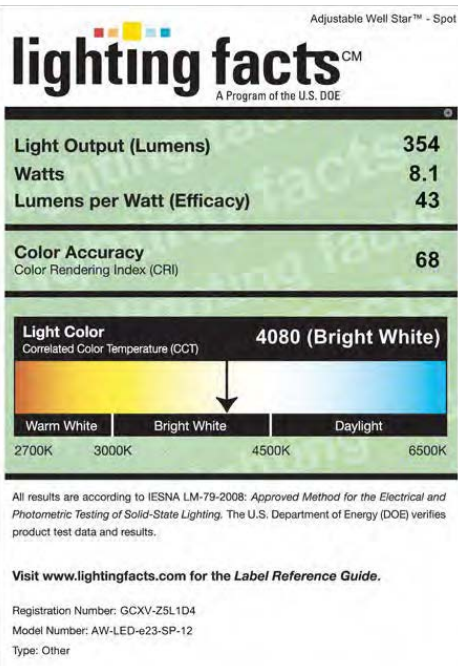 Adjustable Well Star™ - Spot
lighting facts CM
A Program of the U.S. DOE
Light Output (Lumens) 354
Watts 8.1
Lumens per Watt (Efficacy) 43
Color Accuracy
Color Rendering Index (CRI) 68
Light Color
Correlated Color Temperature (CCT) 4080 (Bright White)
Warm White Bright White Daylight
2700K 3000K 4500K 6500K
All results are according to IESNA LM-79-2008: Approved Method for the Electrical and
Photometric Testing of Solid-State Lighting. The U.S. Department of Energy (DOE) verifies
product test data and results.
Visit www.lightingfacts.com for the Label Reference Guide.
Registration Number: GCXV-Z5L1D4
Model Number: AW-LED-e23-SP-12
Type: Other